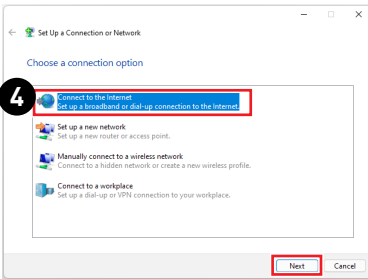 Set Up a Connection or Network
Choose a connection option
4
Connect to the Internet
Set up a broadband or dial-up connection to the Internet.
Set up a new network
Set up a new router or access point.
Manually connect to a wireless network
Connect to a hidden network or create a new wireless profile.
Connect to a workplace
Set up a dial-up or VPN connection to your workplace.
Next Cancel